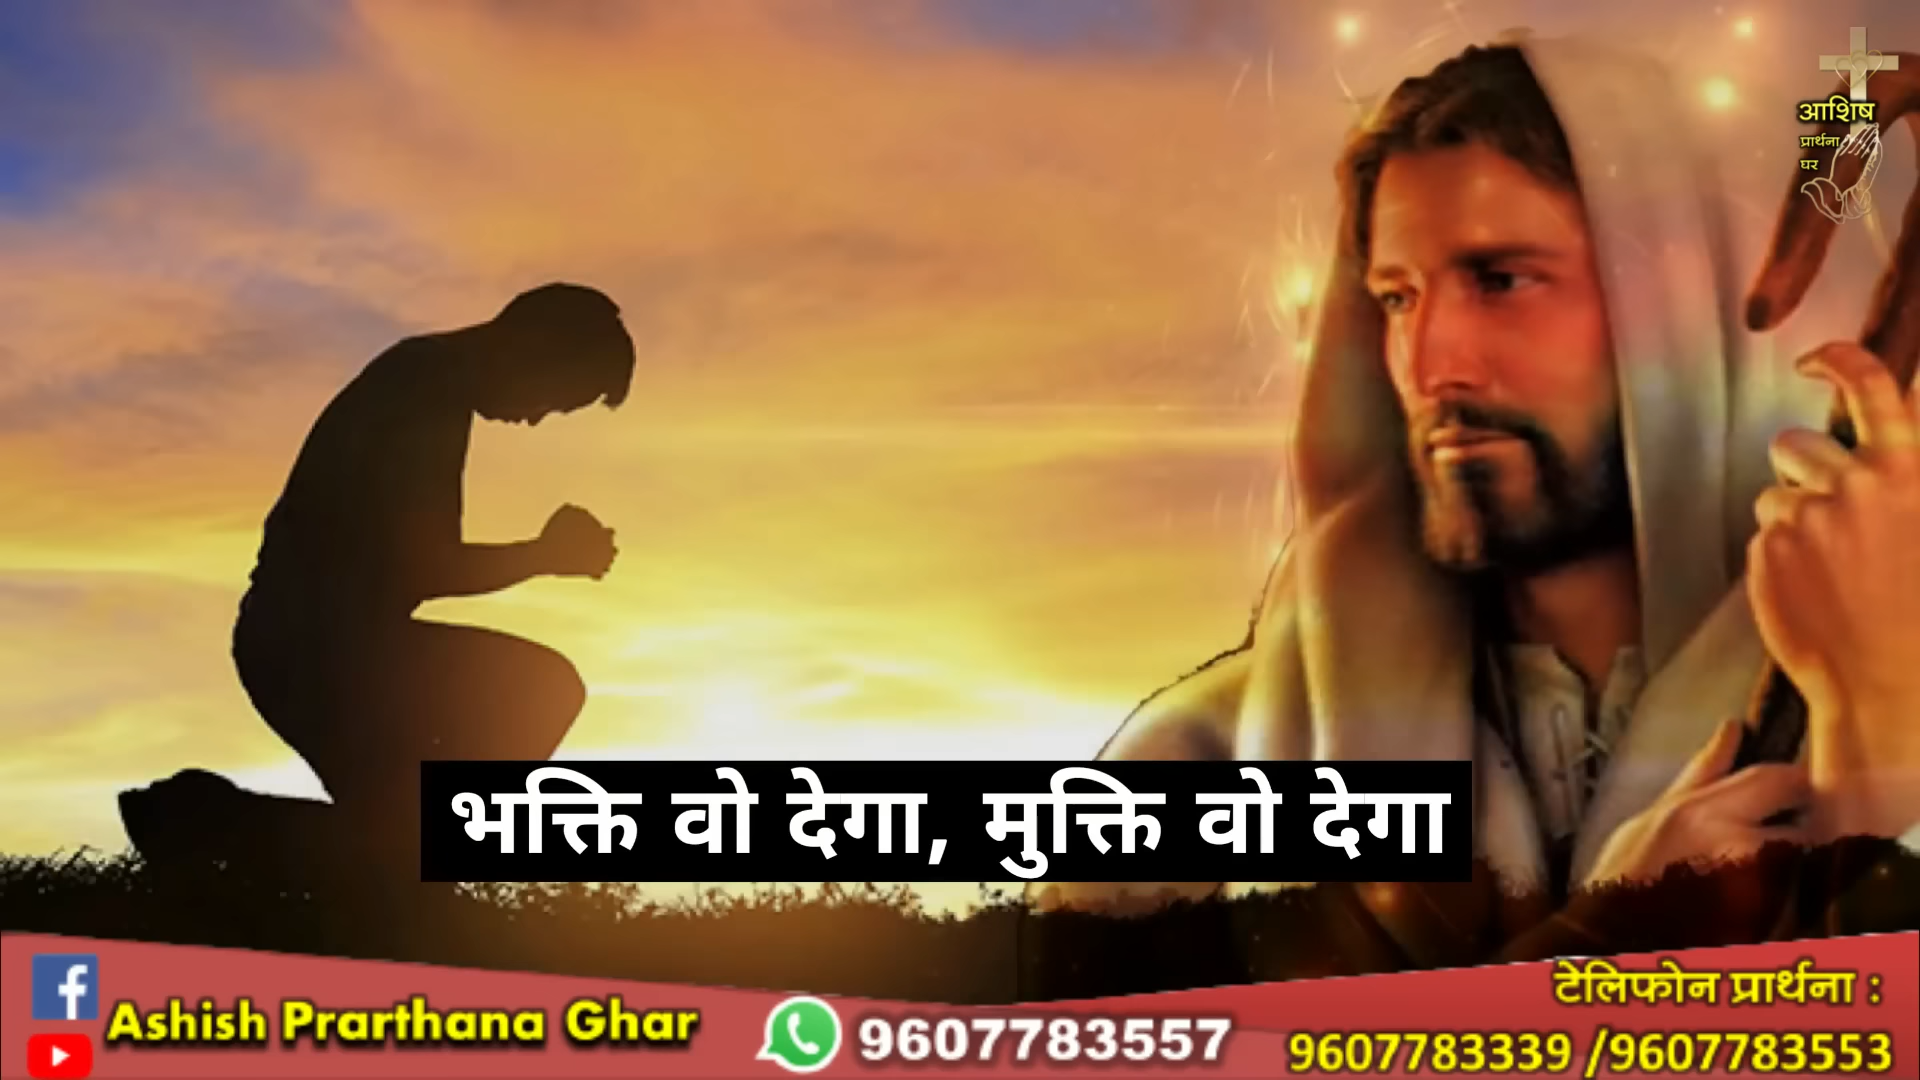 आशिष
प्रार्थना
घर
भक्ति वो देगा, मुक्ति वो देगा
Ashish Prarthana Ghar
9607783557
टेलिफोन प्रार्थना :
9607783339 /9607783553